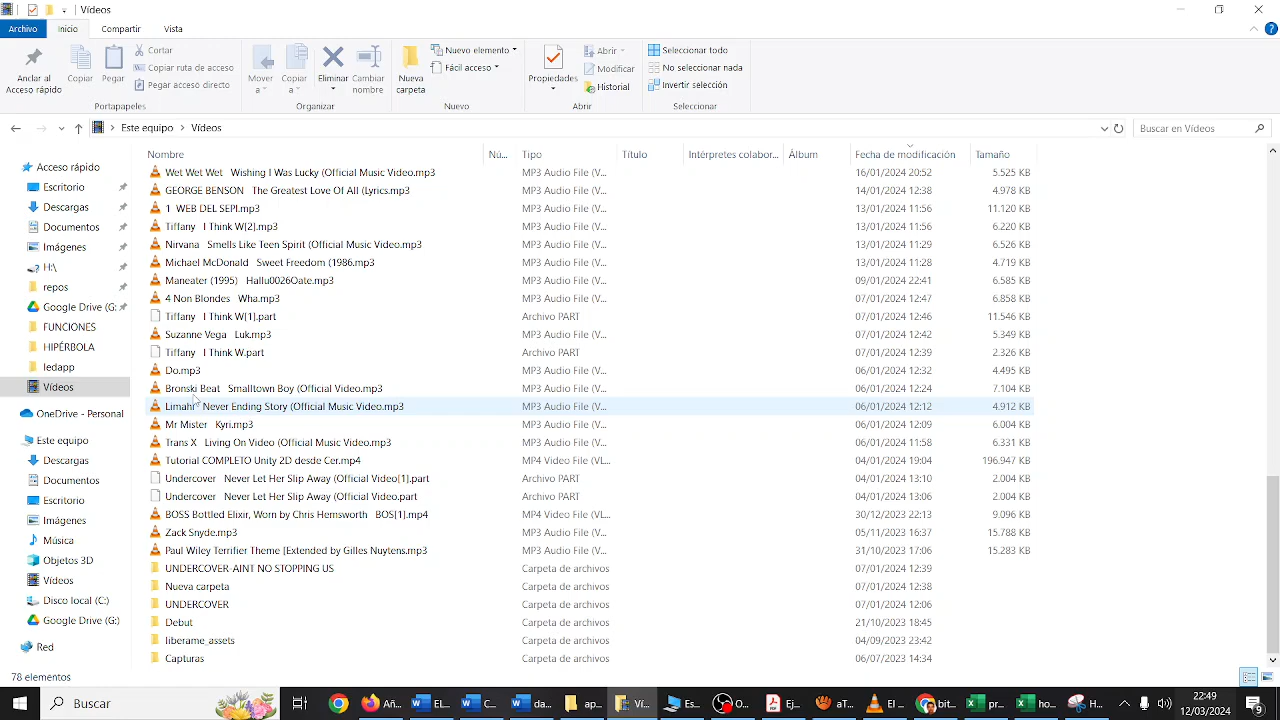 Vídeos
Archivo Inicio Compartir Vista
Anclar al Acceso rápido
Copiar
Pegar
Cortar
Copiar ruta de acceso
Pegar acceso directo
Mover a
Copiar a
Eliminar
Cambiar nombre
Nueva carpeta
Nuevo elemento
Fácil acceso
Propiedades
Abrir
Modificar
Historial
Seleccionar todo
No seleccionar nada
Invertir selección
Portapapeles Organizar Nuevo Abrir Seleccionar
Este equipo > Vídeos
Buscar en Vídeos
Acceso rápido
Escritorio
Descargas
Documentos
Imágenes
H:\
repos
Google Drive (G:
FUNCIONES
HIPÉRBOLA
ledapp
Vídeos
OneDrive - Personal
Este equipo
Descargas
Documentos
Escritorio
Imágenes
Música
Objetos 3D
Vídeos
Disco local (C:)
Google Drive (G:)
Red
Nombre Nú... Tipo Título Intérpretes colabor... Álbum Fecha de modificación Tamaño
Wet Wet Wet Wishing I Was Lucky (Official Music Video.mp3 MP3 Audio File (V... 16/01/2024 20:52 5.525 KB
GEORGE BENSON The Greatest Love Of All (Lyrics.mp3 MP3 Audio File (V... 14/01/2024 12:38 4.978 KB
1 WEB DEL SEPI.mp3 MP3 Audio File (V... 13/01/2024 11:56 11.120 KB
Tiffany I Think W[2].mp3 MP3 Audio File (V... 13/01/2024 11:56 6.220 KB
Nirvana Smells Like Teen Spirit (Official Music Video.mp3 MP3 Audio File (V... 13/01/2024 11:29 6.526 KB
Michael McDonald Sweet Freedom (1986.mp3 MP3 Audio File (V... 13/01/2024 11:28 4.719 KB
Maneater (1995) Hallu0026Oate.mp3 MP3 Audio File (V... 09/01/2024 22:41 6.585 KB
4 Non Blondes Wha.mp3 MP3 Audio File (V... 07/01/2024 12:47 6.858 KB
Tiffany I Think W[1].part Archivo PART 07/01/2024 12:46 11.546 KB
Suzanne Vega Luk.mp3 MP3 Audio File (V... 07/01/2024 12:42 5.349 KB
Tiffany I Think W.part Archivo PART 07/01/2024 12:39 2.326 KB
Do.mp3 MP3 Audio File (V... 06/01/2024 12:32 4.495 KB
Bronski Beat Smalltown Boy (Official Video.mp3 MP3 Audio File (V... 06/01/2024 12:24 7.104 KB
Limahl Never Ending Story (Official Music Video.mp3 MP3 Audio File (V... 06/01/2024 12:12 4.912 KB
Mr Mister Kyri.mp3 MP3 Audio File (V... 06/01/2024 12:09 6.004 KB
Trans X Living On Video (Official Music Video.mp3 MP3 Audio File (V... 06/01/2024 11:58 6.331 KB
Tutorial COMPLETO Unity 2D desde Cer.mp4 MP4 Video File (VL... 04/01/2024 19:04 196.947 KB
Undercover Never Let Her Slip Away (Official Video[1].part Archivo PART 04/01/2024 13:10 2.004 KB
Undercover Never Let Her Slip Away (Official Video.part Archivo PART 04/01/2024 13:06 2.004 KB
BOSS Bottled Elixir, Worn by Chris Hemsworth BOS[1].mp4 MP4 Video File (VL... 30/12/2023 22:13 9.096 KB
Zack Snyde.mp3 MP3 Audio File (V... 05/11/2023 16:37 15.788 KB
Paul Wiley Terrifier Theme [Extended by Gilles Nuytens.mp3 MP3 Audio File (V... 31/10/2023 17:06 15.283 KB
UNDERCOVER-AINT NO STOPPING US Carpeta de archivos 07/01/2024 12:39
Nueva carpeta Carpeta de archivos 07/01/2024 12:38
UNDERCOVER Carpeta de archivos 07/01/2024 12:06
Debut Carpeta de archivos 21/10/2023 18:45
liberame_assets Carpeta de archivos 04/09/2023 23:42
Capturas Carpeta de archivos 06/07/2023 14:34
78 elementos
Buscar
Añ... EL... C... Ca... ap... Ví... Es... O... Ej... aT... El ... bit... pr... ho... H...
22:49
12/03/2024
9